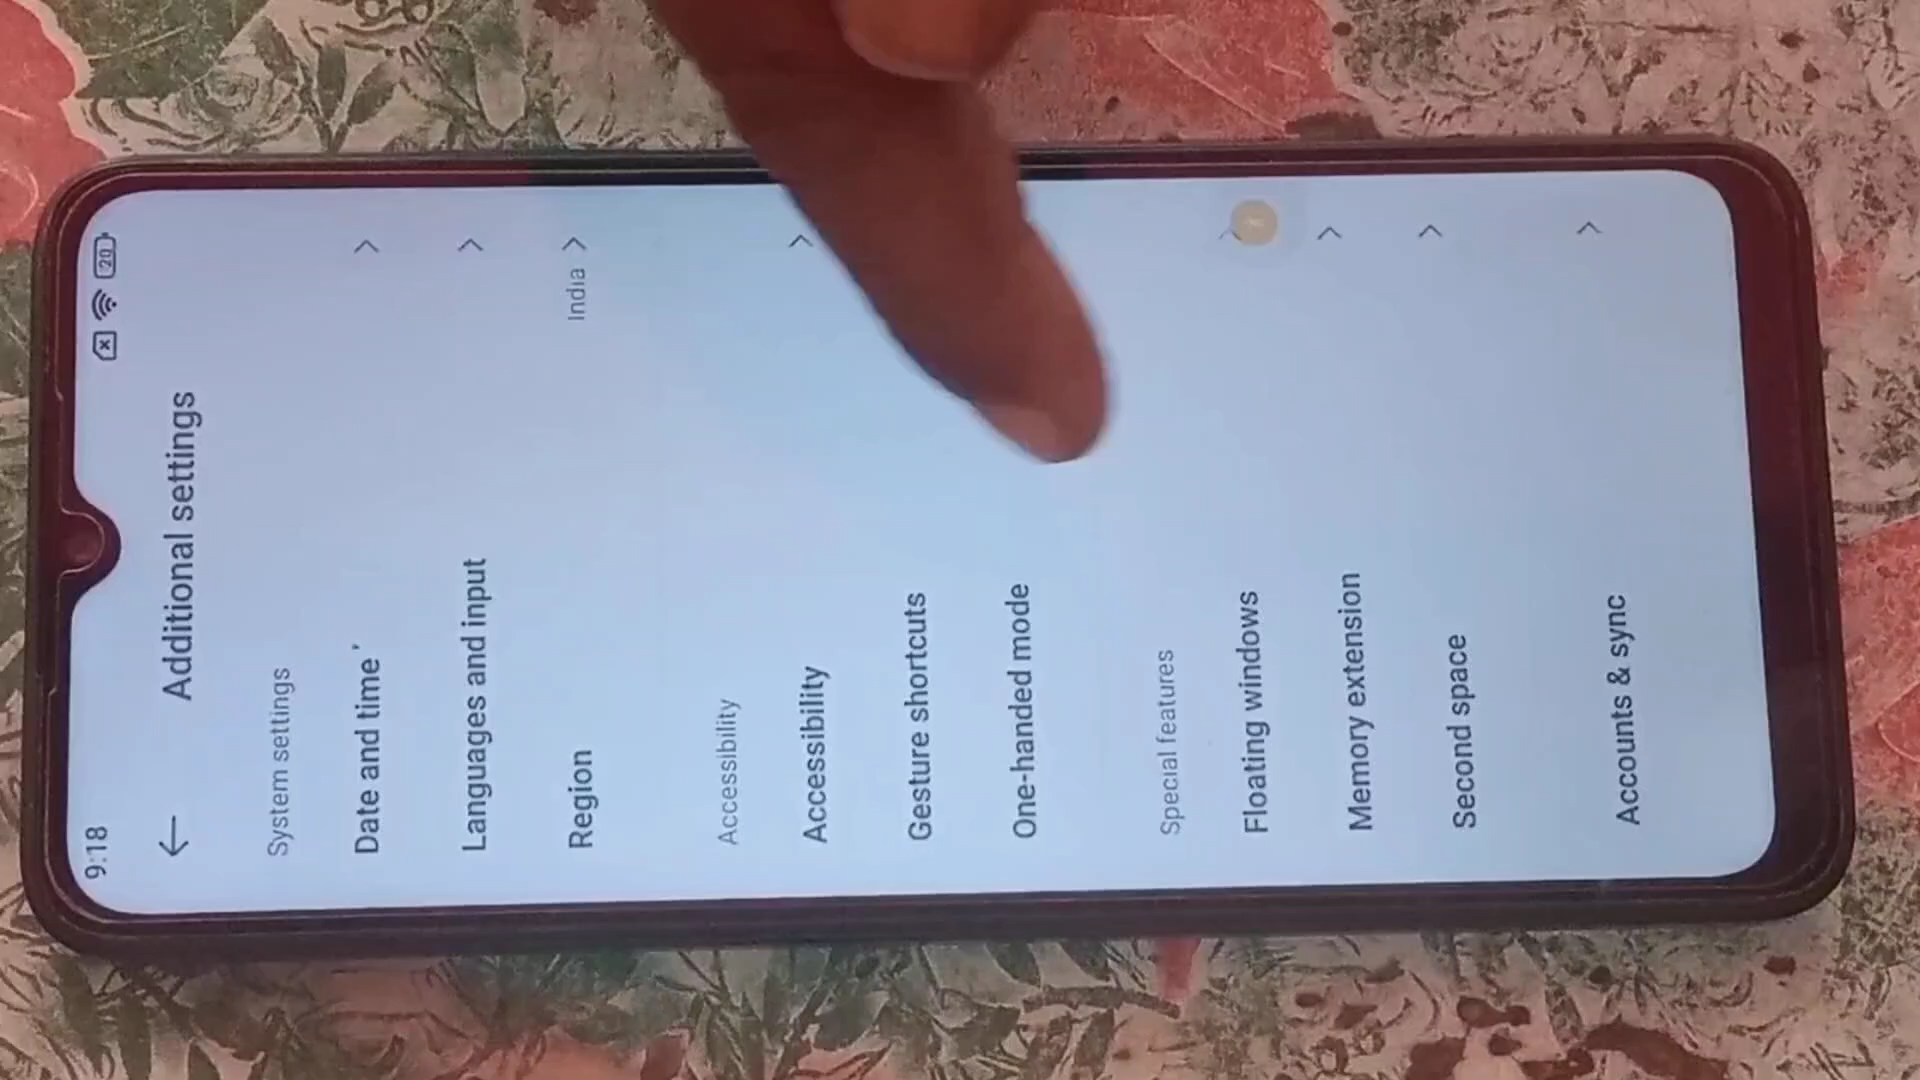 9:18
20
Additional settings
System settings
Date and time
Languages and input
Region India
Accessibility
Accessibility
Gesture shortcuts
One-handed mode
Special features
Floating windows
Memory extension
Second space
Accounts & sync